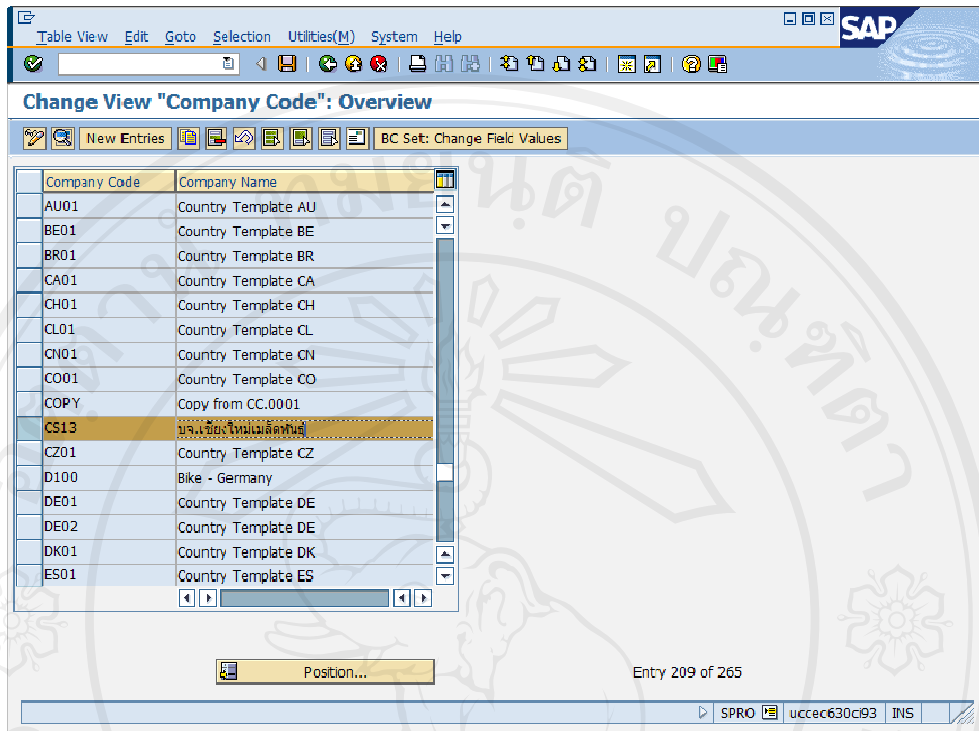 SAP
Table View Edit Goto Selection Utilities(M) System Help
Change View "Company Code": Overview
New Entries BC Set: Change Field Values
Company Code Company Name
AU01 Country Template AU
BE01 Country Template BE
BR01 Country Template BR
CA01 Country Template CA
CH01 Country Template CH
CL01 Country Template CL
CN01 Country Template CN
CO01 Country Template CO
COPY Copy from CC.0001
CS13 บจ.เชียงใหม่เมล็ดพันธุ์
CZ01 Country Template CZ
D100 Bike - Germany
DE01 Country Template DE
DE02 Country Template DE
DK01 Country Template DK
ES01 Country Template ES
Position... Entry 209 of 265
SPRO uccec630ci93 INS